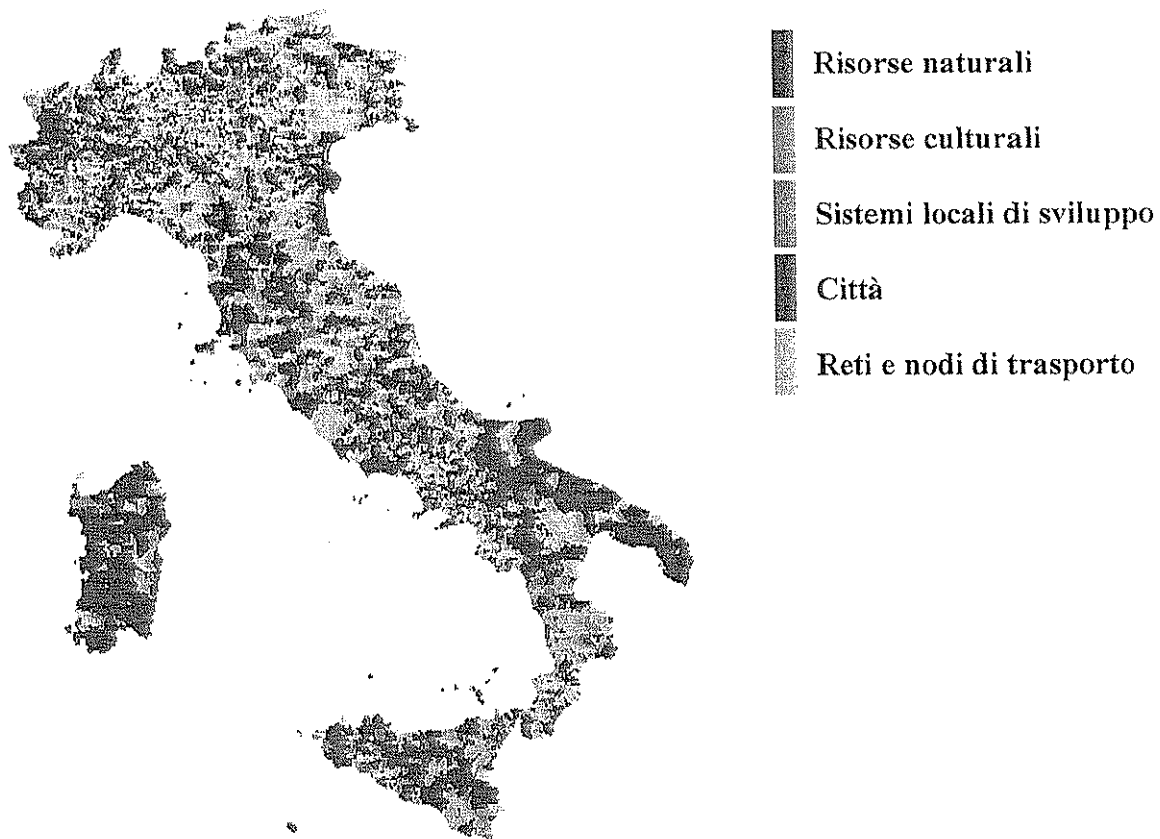 Risorse naturali
Risorse culturali
Sistemi locali di sviluppo
Città
Reti e nodi di trasporto